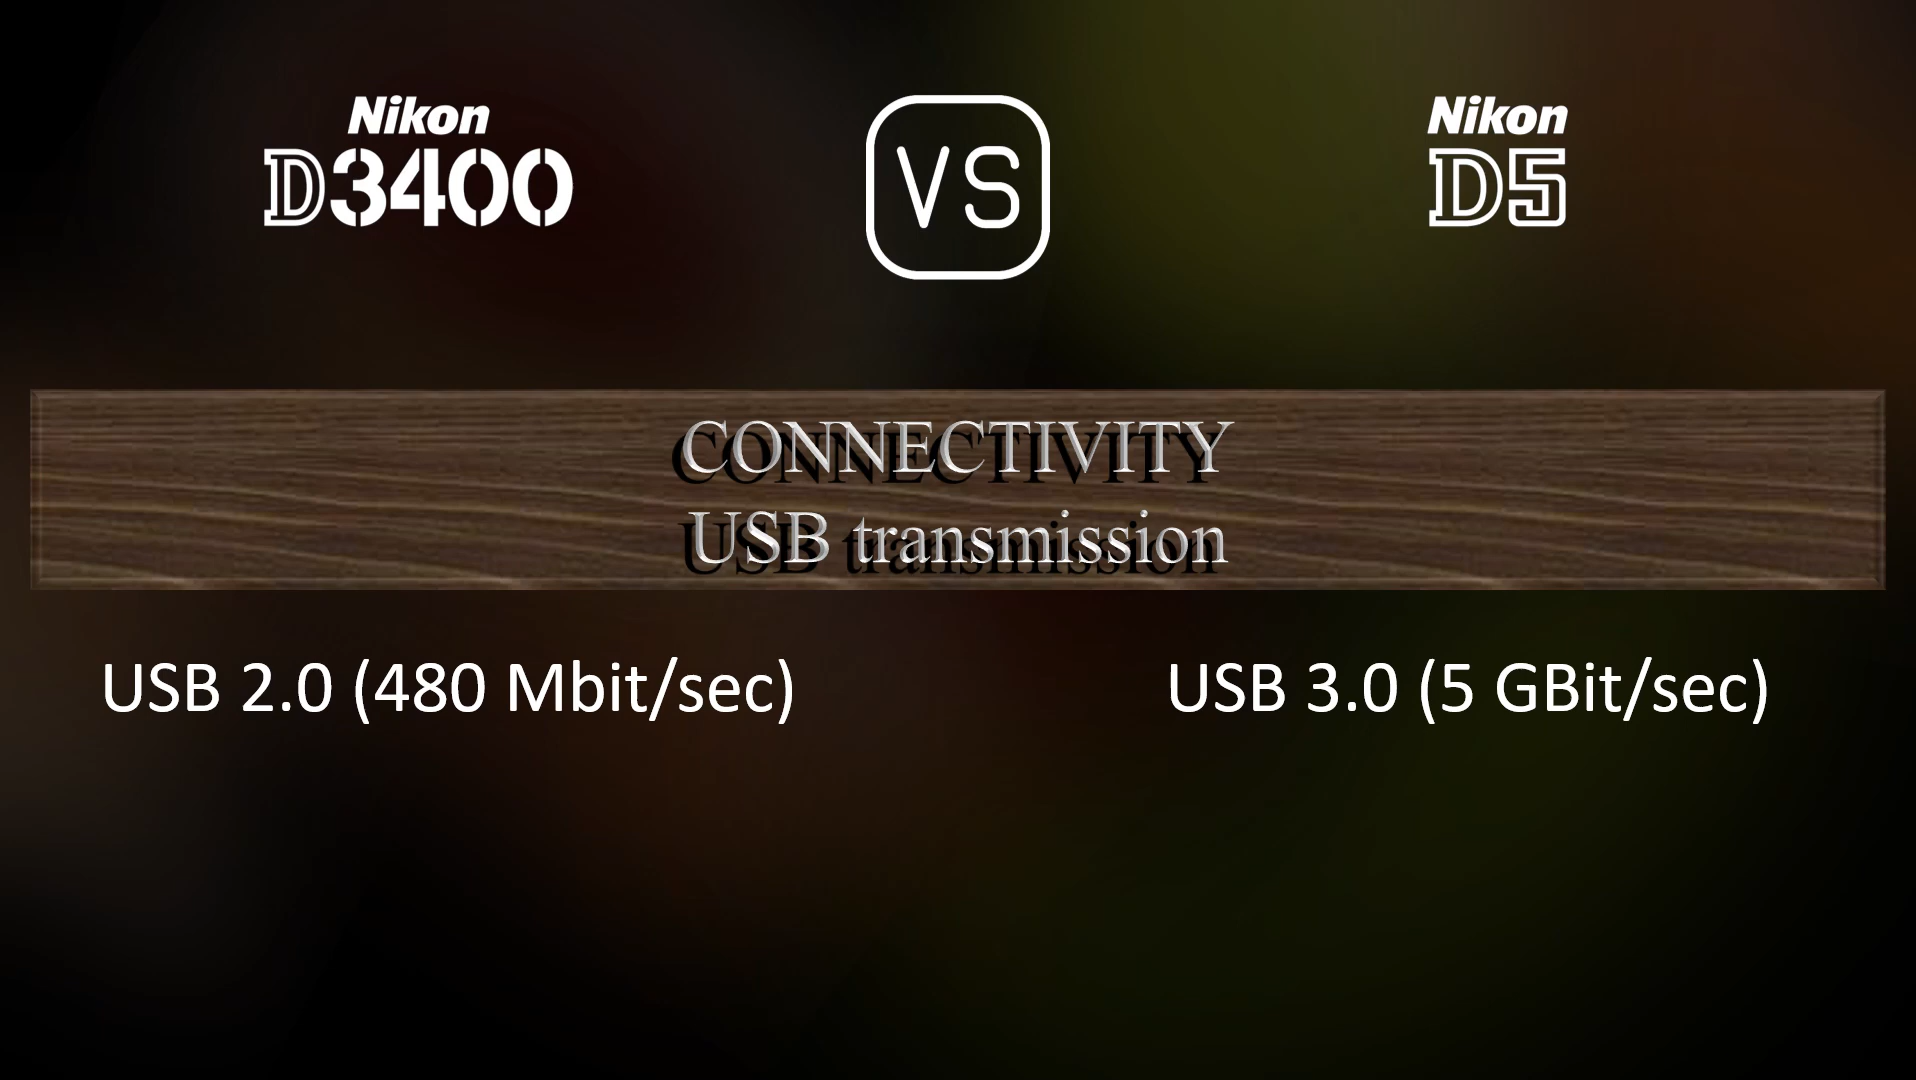 Nikon
D3400
VS
Nikon
D5
CONNECTIVITY
USB transmission
USB 2.0 (480 Mbit/sec)
USB 3.0 (5 GBit/sec)